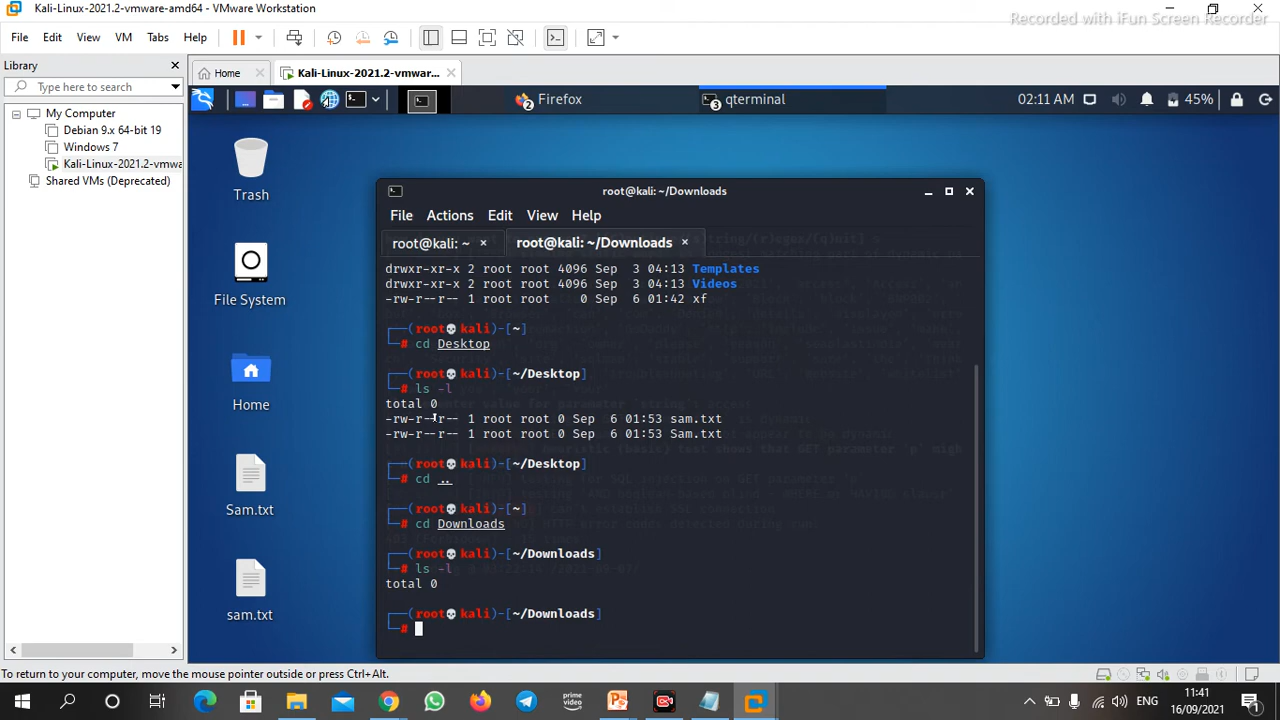 Kali-Linux-2021.2-vmware-amd64 - VMware Workstation
Recorded with iFun Screen Recorder
File Edit View VM Tabs Help
Library
Type here to search
Home
Kali-Linux-2021.2-vmwar...
My Computer
Debian 9.x 64-bit 19
Windows 7
Kali-Linux-2021.2-vmwa
Shared VMs (Deprecated)
2 Firefox
3 qterminal
02:11 AM 45%
Trash
File System
Home
Sam.txt
sam.txt
root@kali: ~/Downloads
File Actions Edit View Help
root@kali: ~ × root@kali: ~/Downloads ×
drwxr-xr-x 2 root root 4096 Sep 3 04:13 Templates
drwxr-xr-x 2 root root 4096 Sep 3 04:13 Videos
-rw-r--r-- 1 root root 0 Sep 6 01:42 xf
┌──(root💀kali)-[~]
└─# cd Desktop
┌──(root💀kali)-[~/Desktop]
└─# ls -l
total 0
-rw-r--r-- 1 root root 0 Sep 6 01:53 sam.txt
-rw-r--r-- 1 root root 0 Sep 6 01:53 Sam.txt
┌──(root💀kali)-[~/Desktop]
└─# cd ..
┌──(root💀kali)-[~]
└─# cd Downloads
┌──(root💀kali)-[~/Downloads]
└─# ls -l
total 0
┌──(root💀kali)-[~/Downloads]
└─#
To return to your computer, move the mouse pointer outside or press Ctrl+Alt.
prime video
ENG
11:41
16/09/2021
1